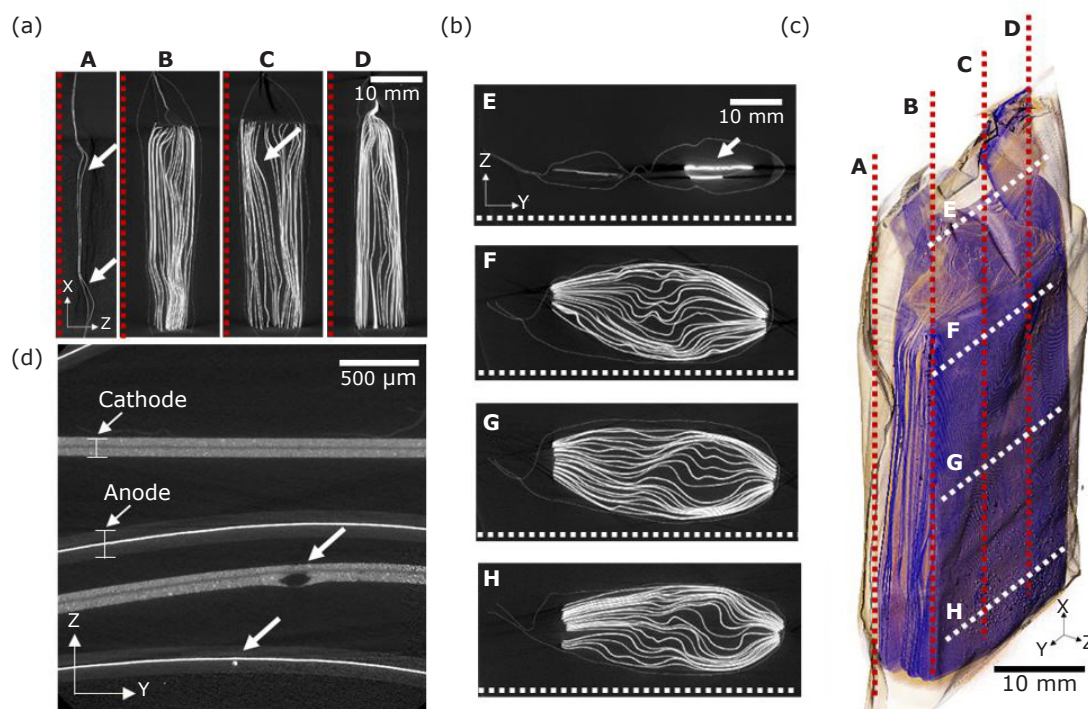 (a)
A B C D
10 mm
X
Z
(b)
E
10 mm
Z
Y
F
G
H
(c)
A
B
C
D
E
F
G
H
X
Y Z
10 mm
(d)
500 µm
Cathode
Anode
Z
Y